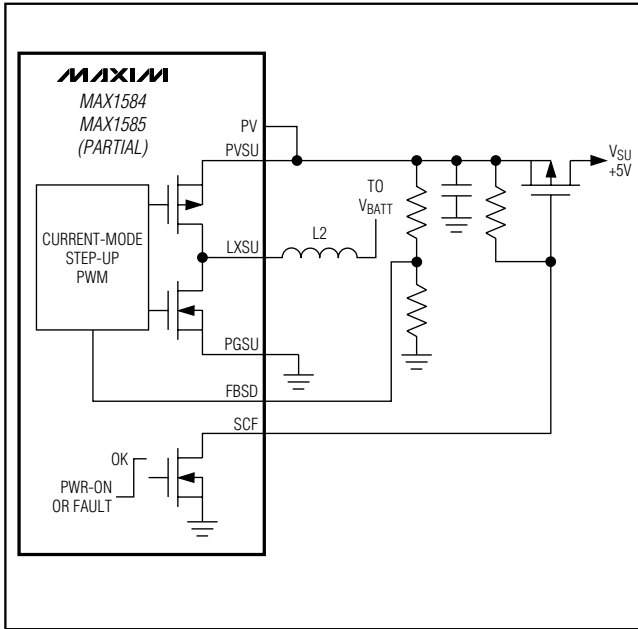 MAXIM
MAX1584
MAX1585
(PARTIAL)
PV
PVSU
VSU
+5V
TO
VBATT
CURRENT-MODE
STEP-UP
PWM
LXSU
L2
PGSU
FBSD
SCF
OK
PWR-ON
OR FAULT